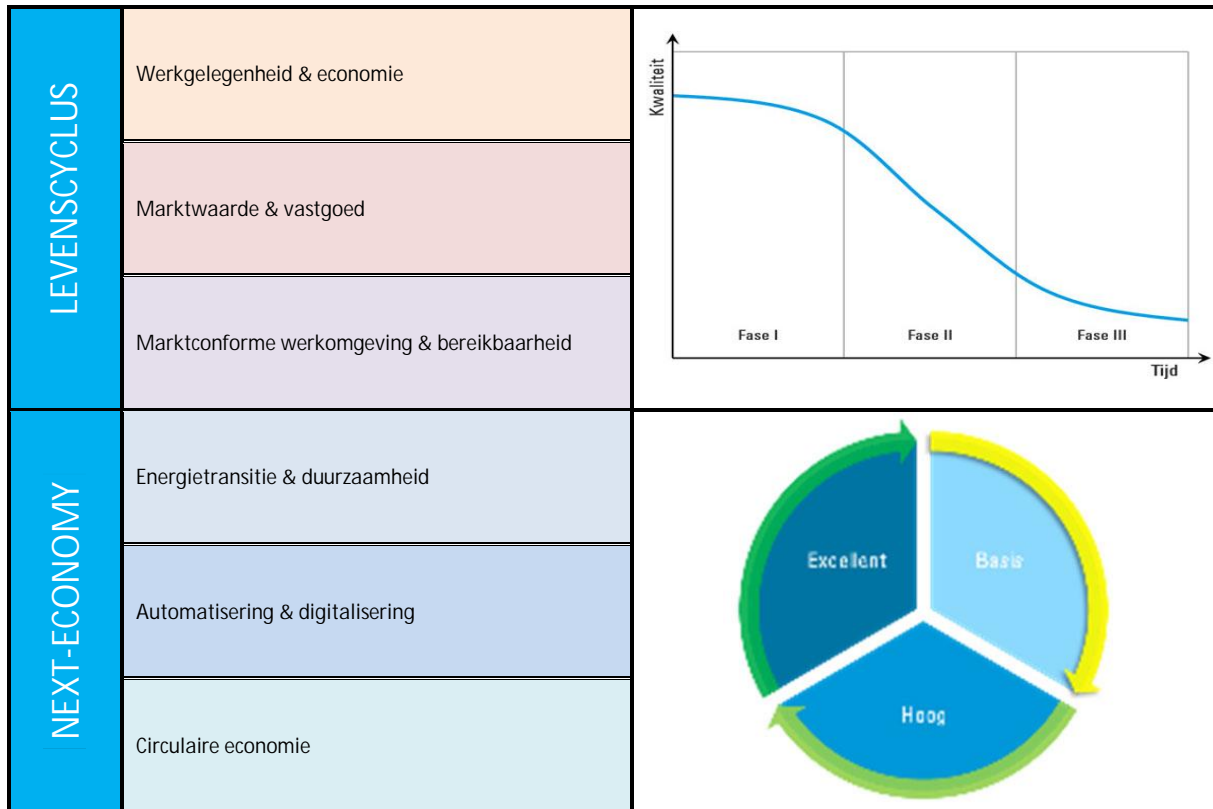 LEVENSCYCLUS
Werkgelegenheid & economie
Marktwaarde & vastgoed
Marktconforme werkomgeving & bereikbaarheid
Kwaliteit
Fase I
Fase II
Fase III
Tijd
NEXT-ECONOMY
Energietransitie & duurzaamheid
Automatisering & digitalisering
Circulaire economie
Excellent
Basis
Hoog